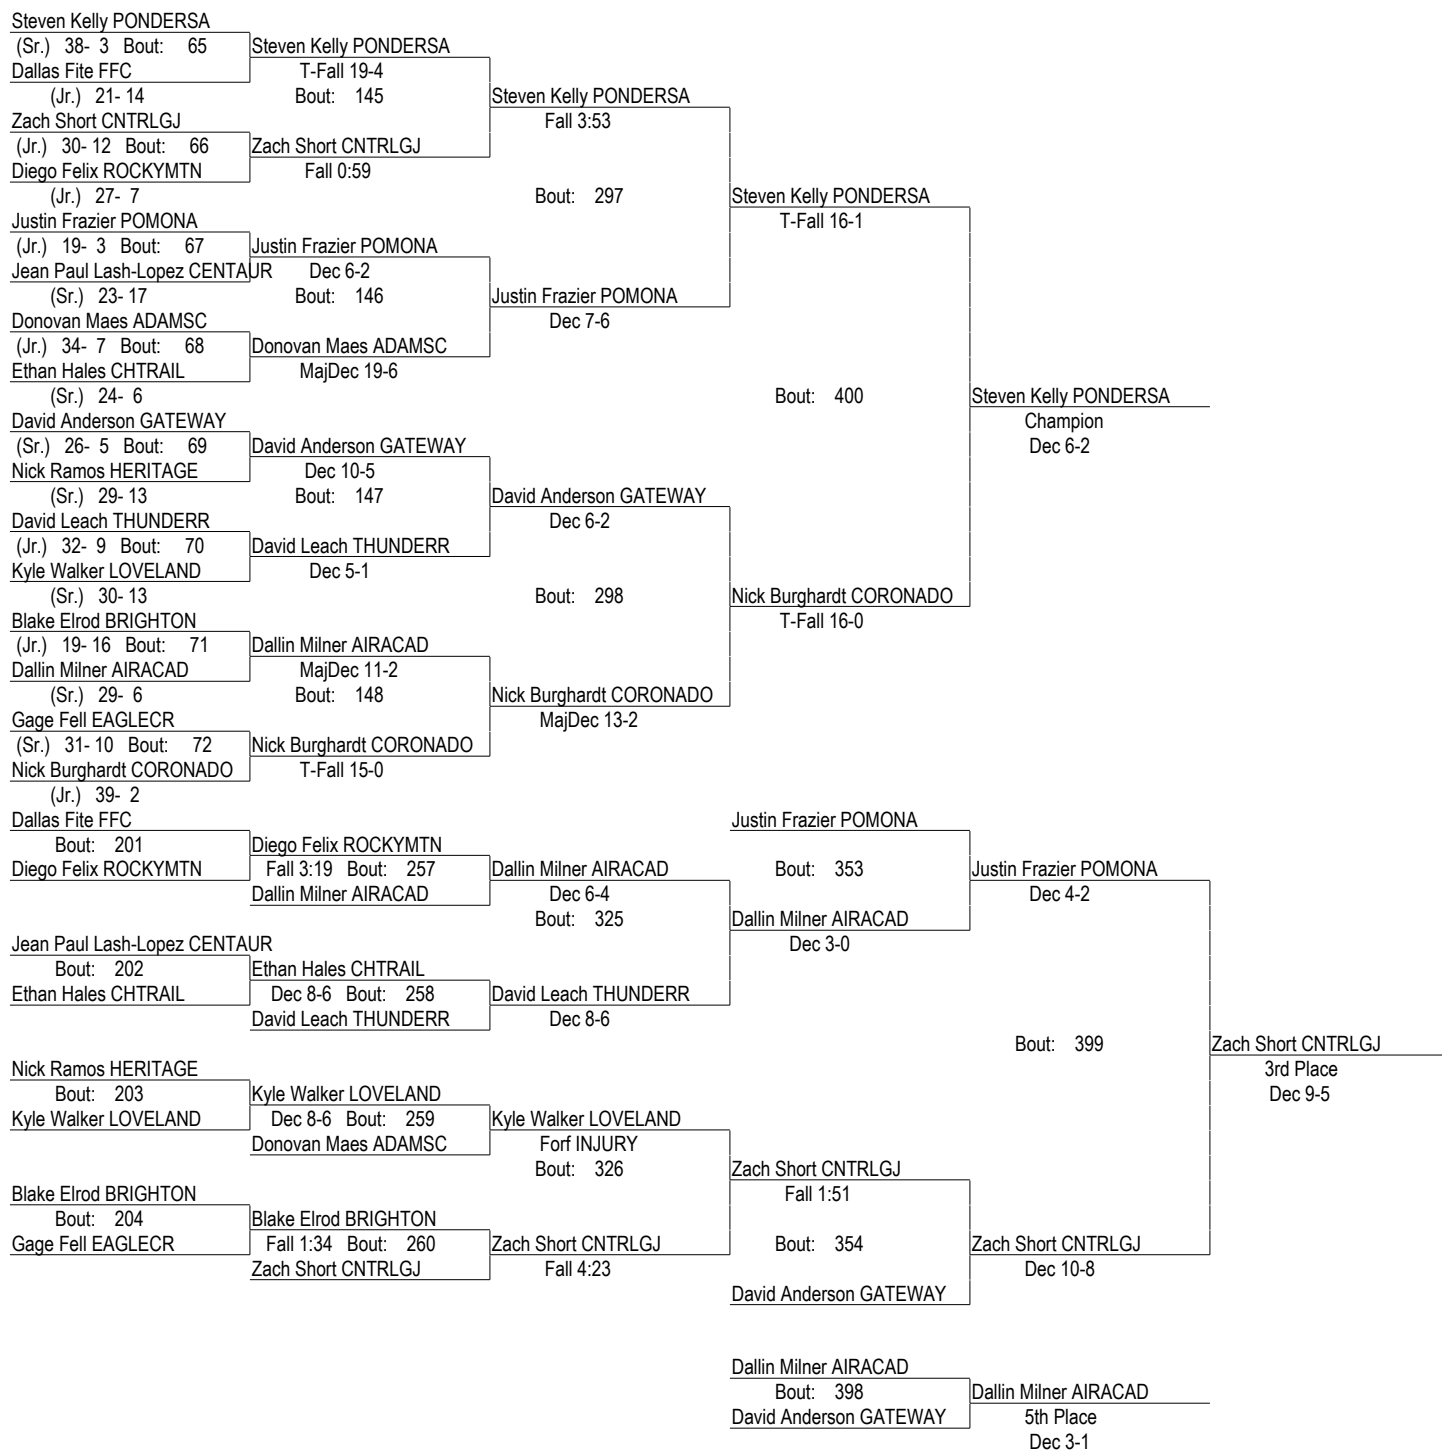 Steven Kelly PONDERSA
(Sr.) 38- 3 Bout: 65 Steven Kelly PONDERSA
Dallas Fite FFC T-Fall 19-4
(Jr.) 21- 14 Bout: 145 Steven Kelly PONDERSA
Zach Short CNTRLGJ Fall 3:53
(Jr.) 30- 12 Bout: 66 Zach Short CNTRLGJ
Diego Felix ROCKYMTN Fall 0:59
(Jr.) 27- 7 Bout: 297 Steven Kelly PONDERSA
Justin Frazier POMONA T-Fall 16-1
(Jr.) 19- 3 Bout: 67 Justin Frazier POMONA
Jean Paul Lash-Lopez CENTAUR Dec 6-2
(Sr.) 23- 17 Bout: 146 Justin Frazier POMONA
Donovan Maes ADAMSC Dec 7-6
(Jr.) 34- 7 Bout: 68 Donovan Maes ADAMSC
Ethan Hales CHTRAIL MajDec 19-6
(Sr.) 24- 6 Bout: 400 Steven Kelly PONDERSA
David Anderson GATEWAY Champion
(Sr.) 26- 5 Bout: 69 David Anderson GATEWAY Dec 6-2
Nick Ramos HERITAGE Dec 10-5
(Sr.) 29- 13 Bout: 147 David Anderson GATEWAY
David Leach THUNDERR Dec 6-2
(Jr.) 32- 9 Bout: 70 David Leach THUNDERR
Kyle Walker LOVELAND Dec 5-1
(Sr.) 30- 13 Bout: 298 Nick Burghardt CORONADO
Blake Elrod BRIGHTON T-Fall 16-0
(Jr.) 19- 16 Bout: 71 Dallin Milner AIRACAD
Dallin Milner AIRACAD MajDec 11-2
(Sr.) 29- 6 Bout: 148 Nick Burghardt CORONADO
Gage Fell EAGLECR MajDec 13-2
(Sr.) 31- 10 Bout: 72 Nick Burghardt CORONADO
Nick Burghardt CORONADO T-Fall 15-0
(Jr.) 39- 2
Dallas Fite FFC Justin Frazier POMONA
Bout: 201 Diego Felix ROCKYMTN
Diego Felix ROCKYMTN Fall 3:19 Bout: 257 Dallin Milner AIRACAD Bout: 353 Justin Frazier POMONA
Dallin Milner AIRACAD Dec 6-4 Dec 4-2
Bout: 325 Dallin Milner AIRACAD
Jean Paul Lash-Lopez CENTAUR Dec 3-0
Bout: 202 Ethan Hales CHTRAIL
Ethan Hales CHTRAIL Dec 8-6 Bout: 258 David Leach THUNDERR
David Leach THUNDERR Dec 8-6
Bout: 399 Zach Short CNTRLGJ
Nick Ramos HERITAGE 3rd Place
Bout: 203 Kyle Walker LOVELAND Dec 9-5
Kyle Walker LOVELAND Dec 8-6 Bout: 259 Kyle Walker LOVELAND
Donovan Maes ADAMSC Forf INJURY
Bout: 326 Zach Short CNTRLGJ
Blake Elrod BRIGHTON Fall 1:51
Bout: 204 Blake Elrod BRIGHTON
Gage Fell EAGLECR Fall 1:34 Bout: 260 Zach Short CNTRLGJ Bout: 354 Zach Short CNTRLGJ
Zach Short CNTRLGJ Fall 4:23 Dec 10-8
David Anderson GATEWAY
Dallin Milner AIRACAD
Bout: 398 Dallin Milner AIRACAD
David Anderson GATEWAY 5th Place
Dec 3-1